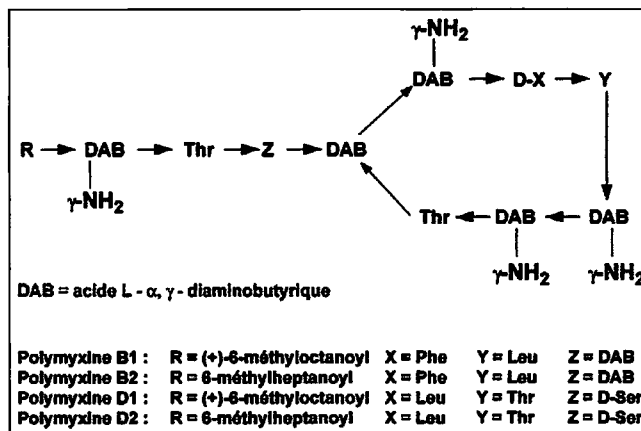 γ-NH2
DAB → D-X → Y
R → DAB → Thr → Z → DAB
γ-NH2
Thr ← DAB ← DAB
γ-NH2 γ-NH2
DAB = acide L - α, γ - diaminobutyrique
Polymyxine B1 : R = (+)-6-méthyloctanoyl X = Phe Y = Leu Z = DAB
Polymyxine B2 : R = 6-méthylheptanoyl X = Phe Y = Leu Z = DAB
Polymyxine D1 : R = (+)-6-méthyloctanoyl X = Leu Y = Thr Z = D-Ser
Polymyxine D2 : R = 6-méthylheptanoyl X = Leu Y = Thr Z = D-Ser